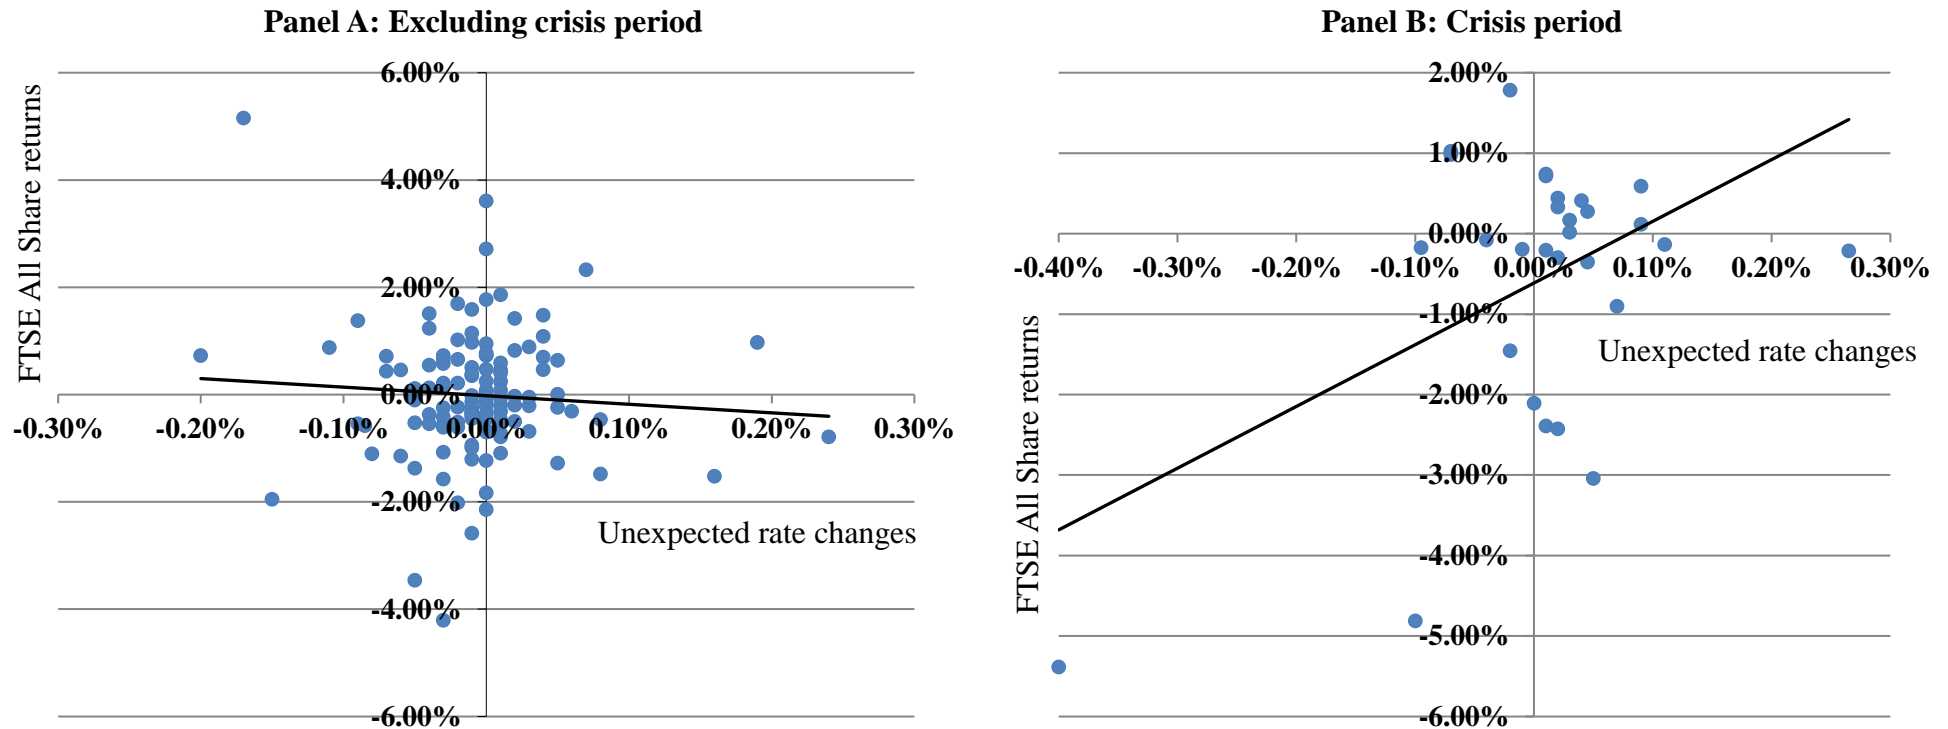 Panel A: Excluding crisis period
FTSE All Share returns
6.00%
4.00%
2.00%
0.00%
-2.00%
-4.00%
-6.00%
-0.30% -0.20% -0.10% 0.00% 0.10% 0.20% 0.30%
Unexpected rate changes
Panel B: Crisis period
FTSE All Share returns
2.00%
1.00%
0.00%
-1.00%
-2.00%
-3.00%
-4.00%
-5.00%
-6.00%
-0.40% -0.30% -0.20% -0.10% 0.00% 0.10% 0.20% 0.30%
Unexpected rate changes